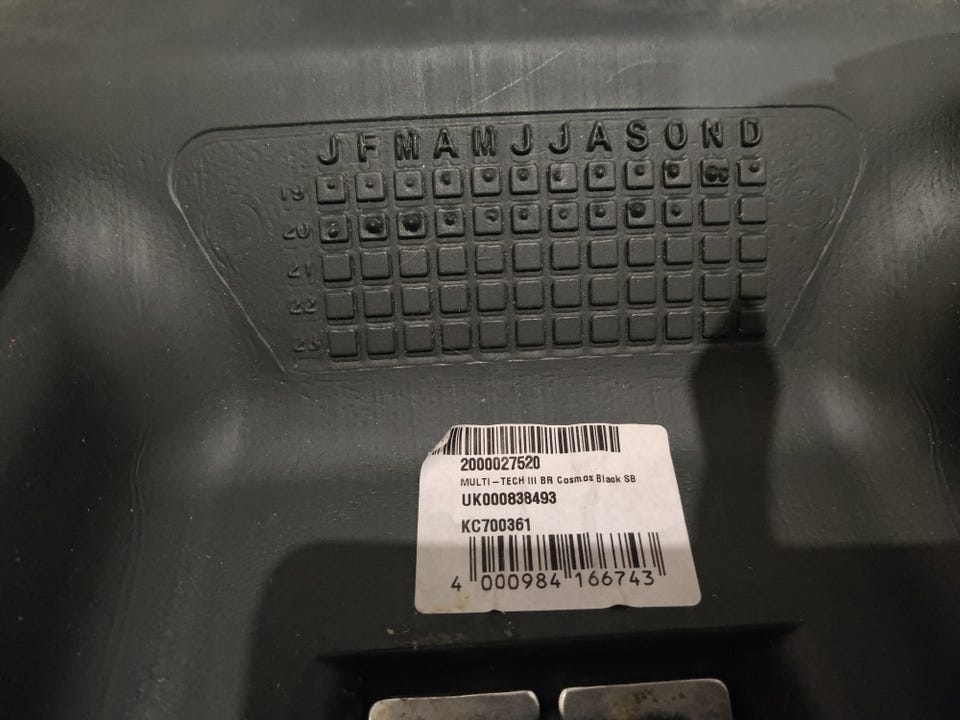 J F M A M J J A S O N D
19
20
21
22
23
2000027520
MULTI-TECH III BR Cosmos Black SB
UK000838493
KC700361
4 000984 166743